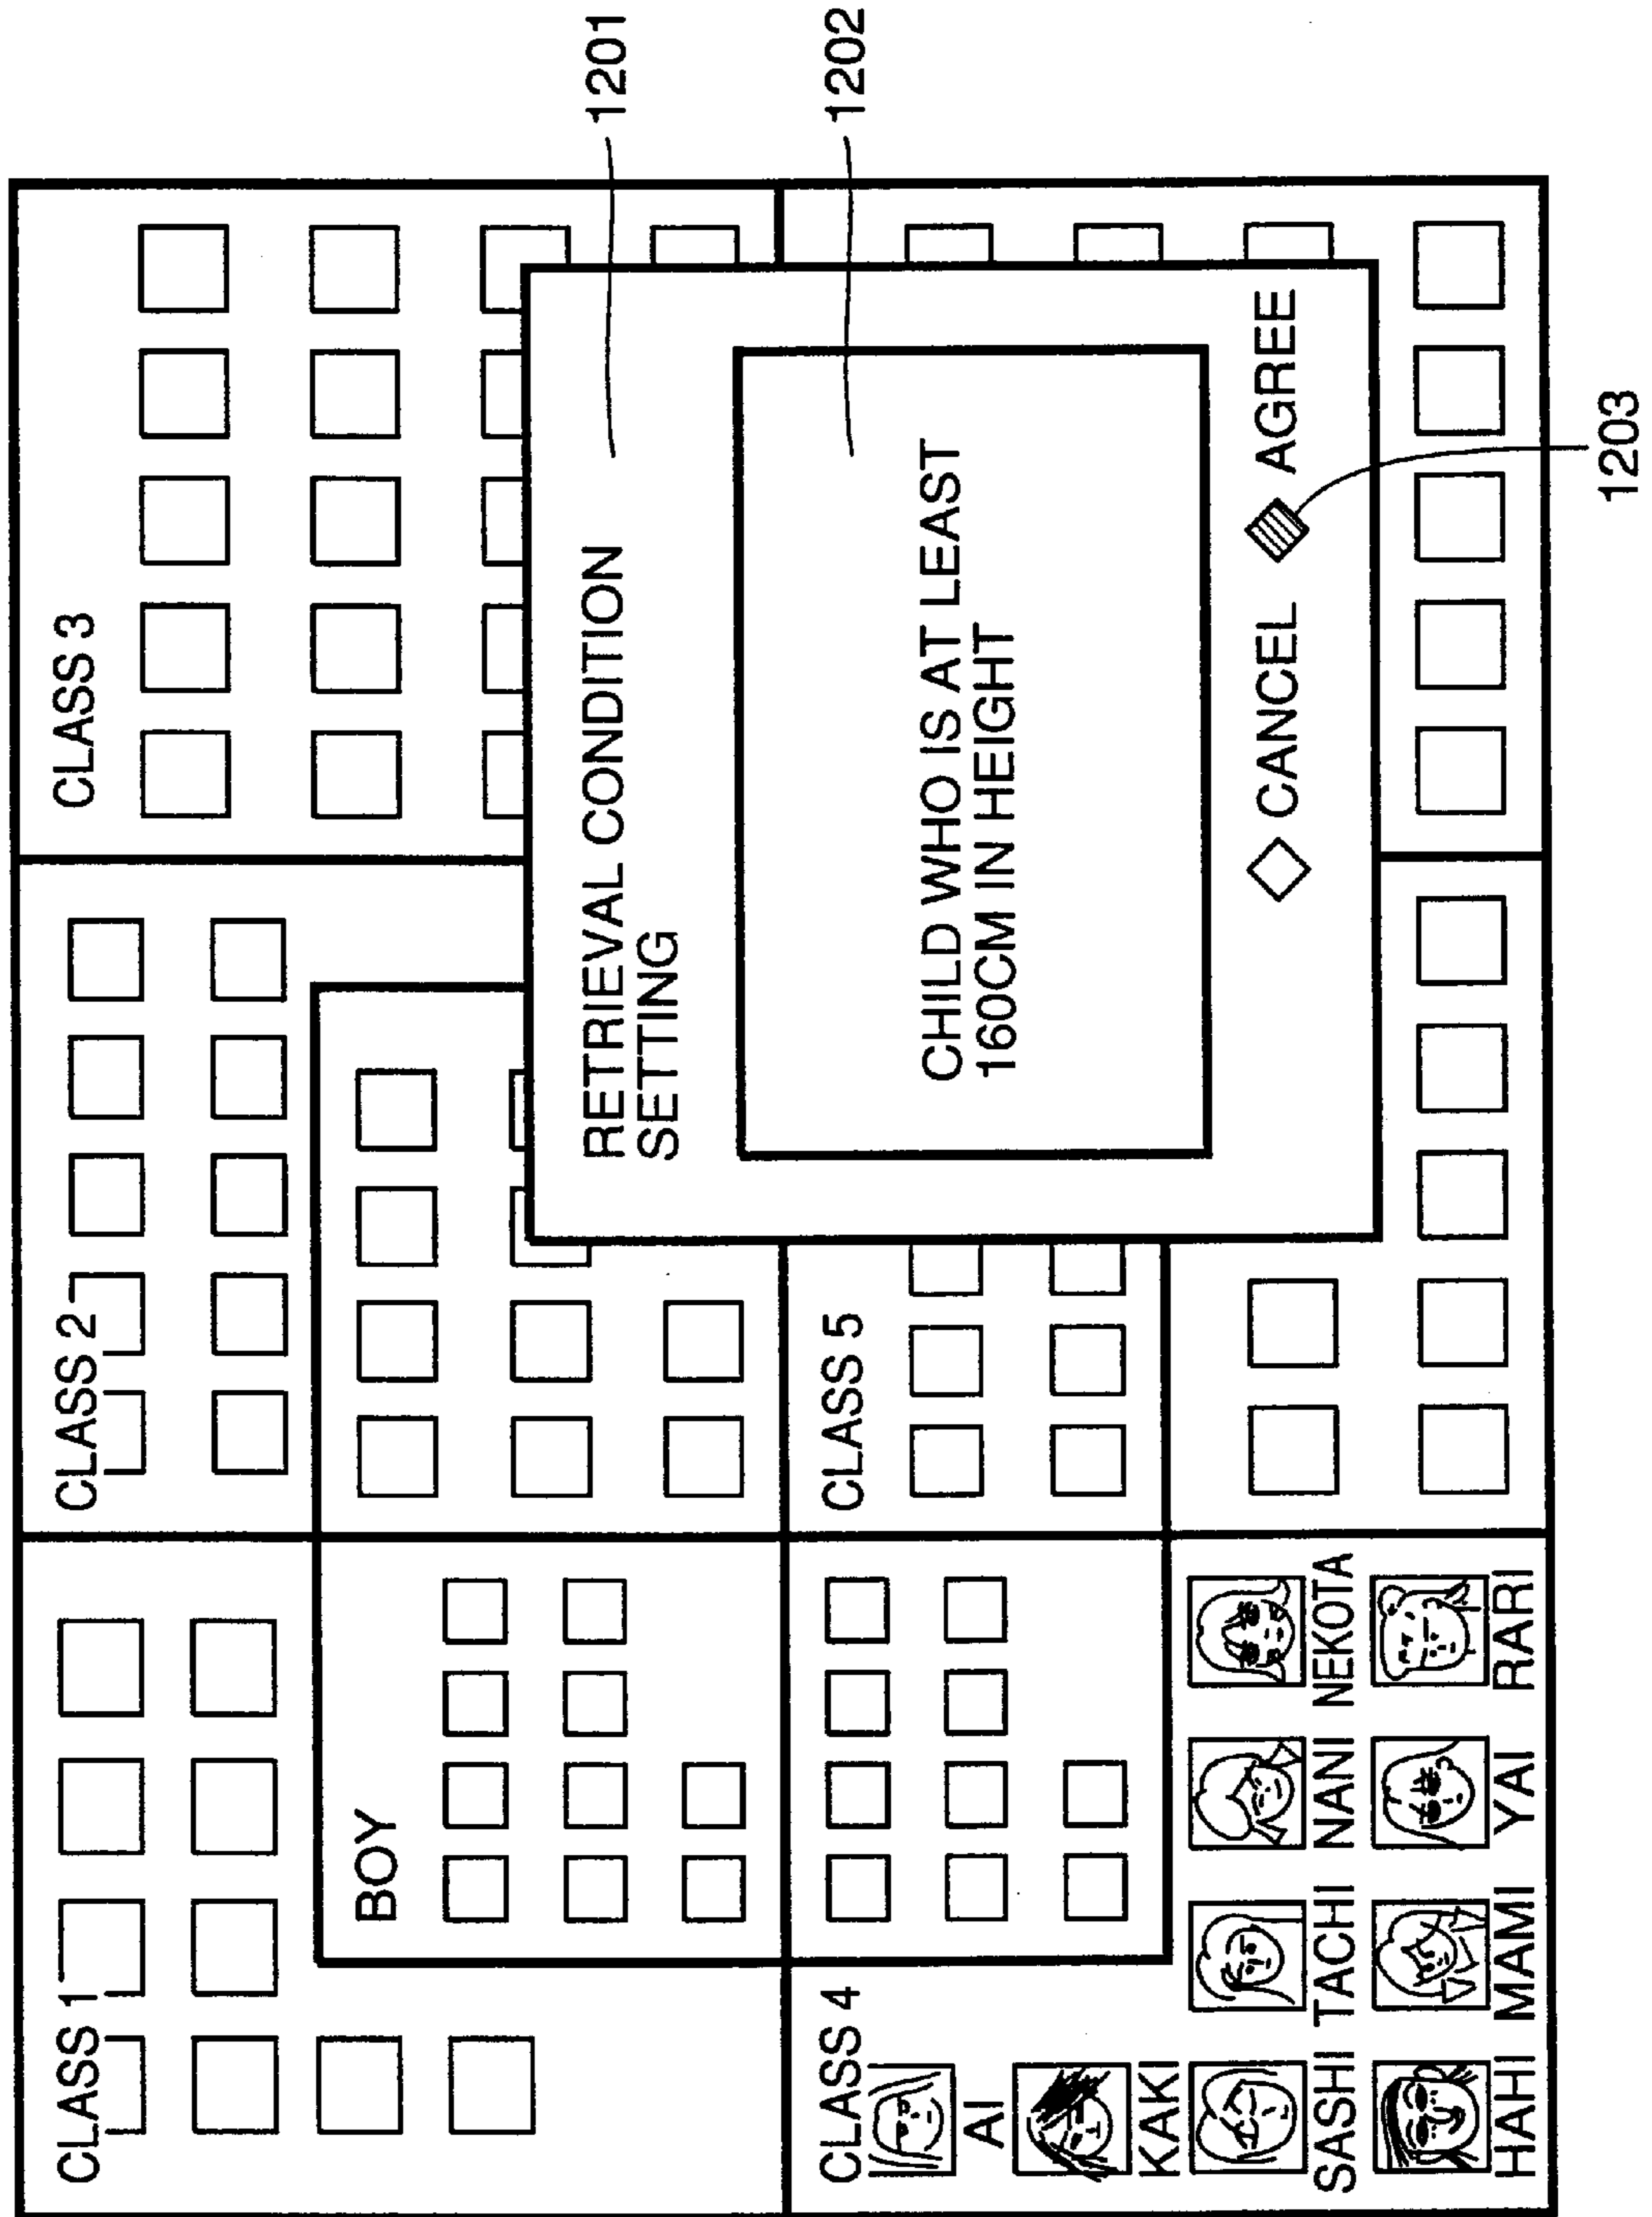 CLASS 1
CLASS 2
CLASS 3
BOY
RETRIEVAL CONDITION
SETTING
1201
CHILD WHO IS AT LEAST
160CM IN HEIGHT
1202
CANCEL
AGREE
1203
CLASS 4
CLASS 5
AI
KAKI
SASHI
TACHI
NANI
NEKOTA
HAHI
MAMI
YAI
RARI